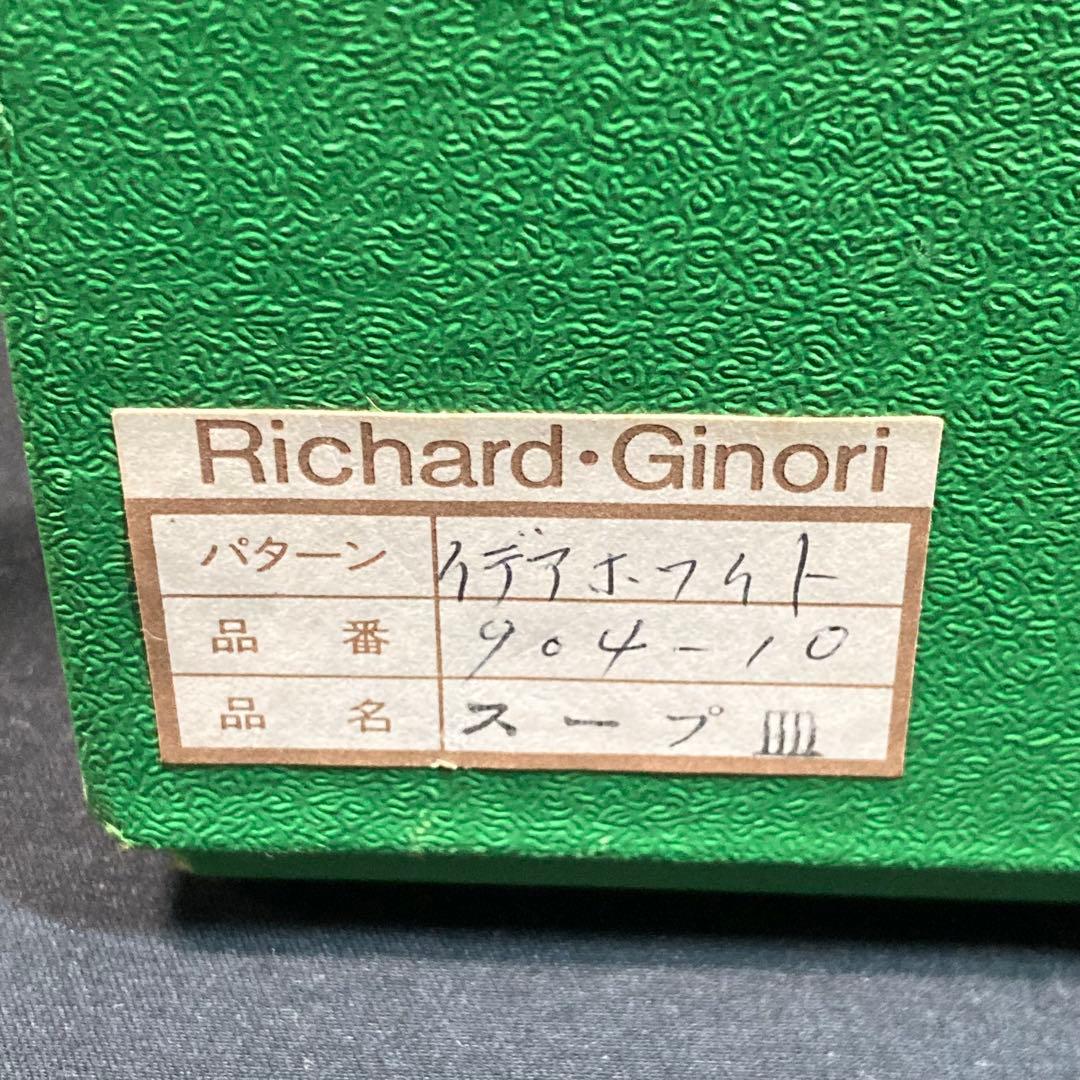 Richard・Ginori
パターン イデアホワイト
品番 904-10
品名 スープ皿